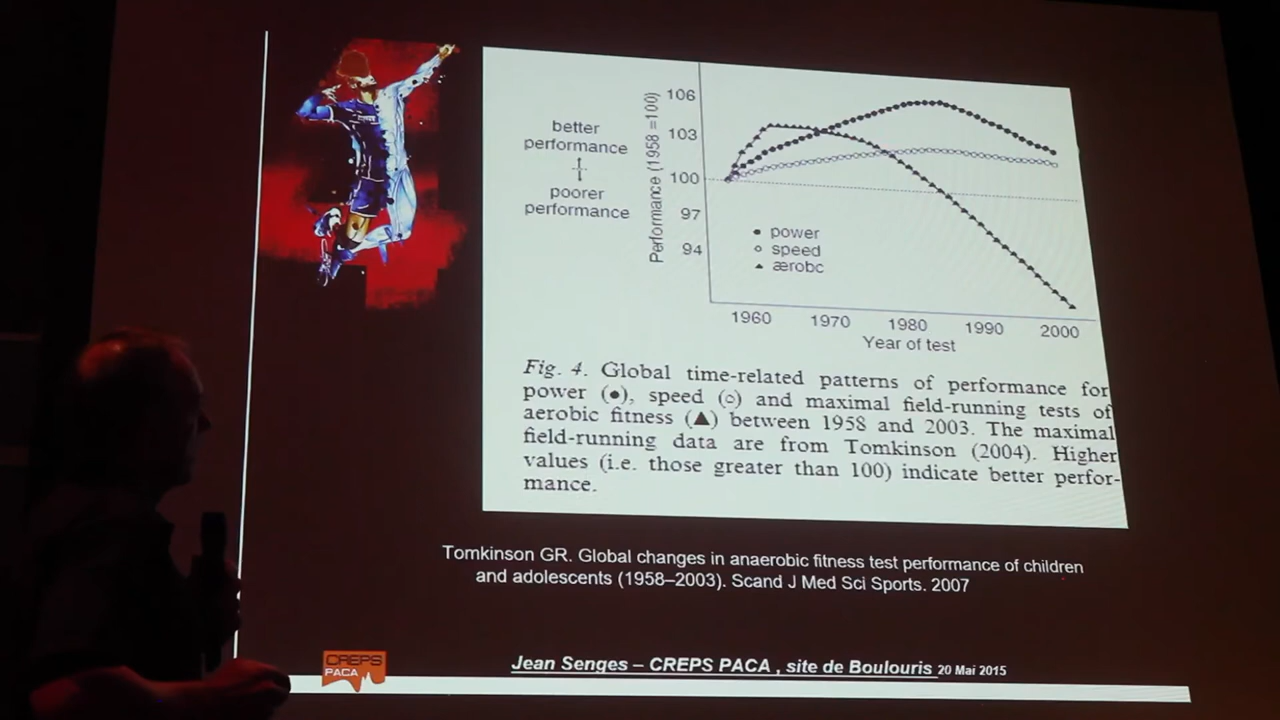 better
performance
poorer
performance
Performance (1958 =100)
106
103
100
97
94
power
speed
ærobc
1960 1970 1980 1990 2000
Year of test
Fig. 4. Global time-related patterns of performance for
power (●), speed (○) and maximal field-running tests of
aerobic fitness (▲) between 1958 and 2003. The maximal
field-running data are from Tomkinson (2004). Higher
values (i.e. those greater than 100) indicate better perfor-
mance.
Tomkinson GR. Global changes in anaerobic fitness test performance of children
and adolescents (1958–2003). Scand J Med Sci Sports. 2007
CREPS
PACA
Jean Senges – CREPS PACA , site de Boulouris 20 Mai 2015